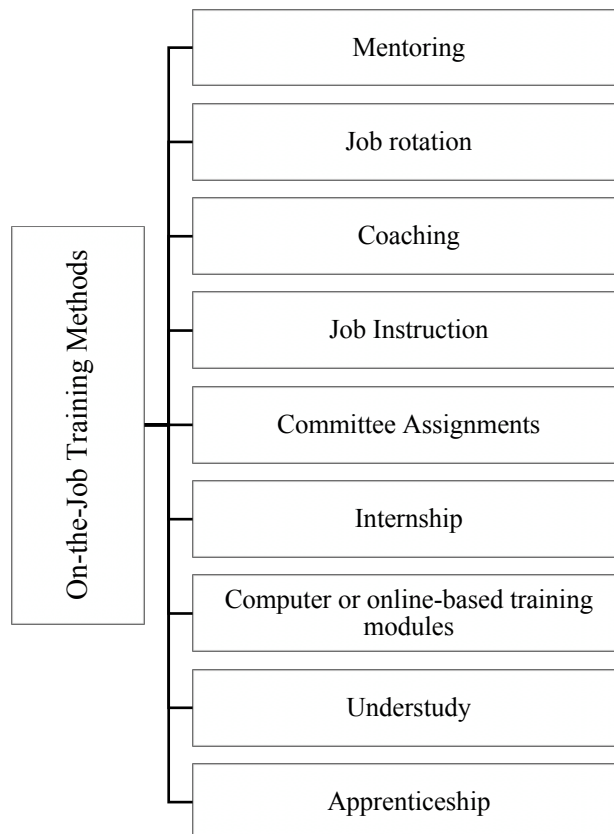 On-the-Job Training Methods
Mentoring
Job rotation
Coaching
Job Instruction
Committee Assignments
Internship
Computer or online-based training
modules
Understudy
Apprenticeship